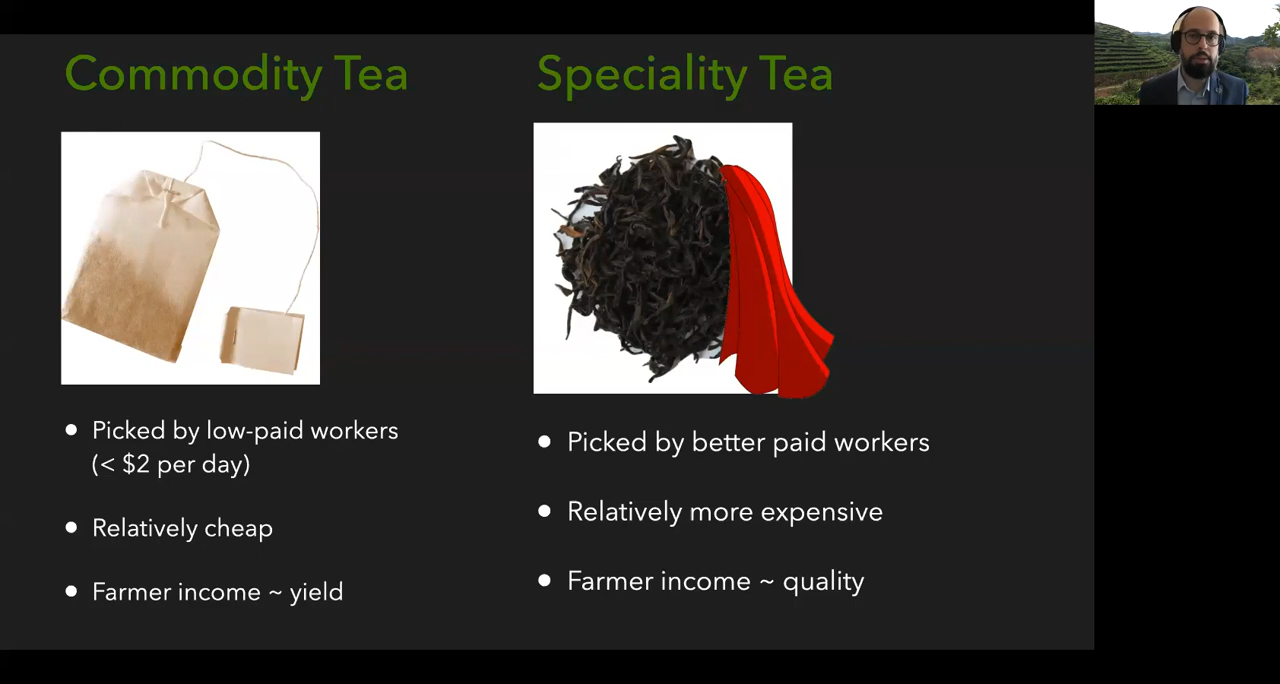 Commodity Tea
Speciality Tea
• Picked by low-paid workers
(< $2 per day)
• Relatively cheap
• Farmer income ~ yield
• Picked by better paid workers
• Relatively more expensive
• Farmer income ~ quality